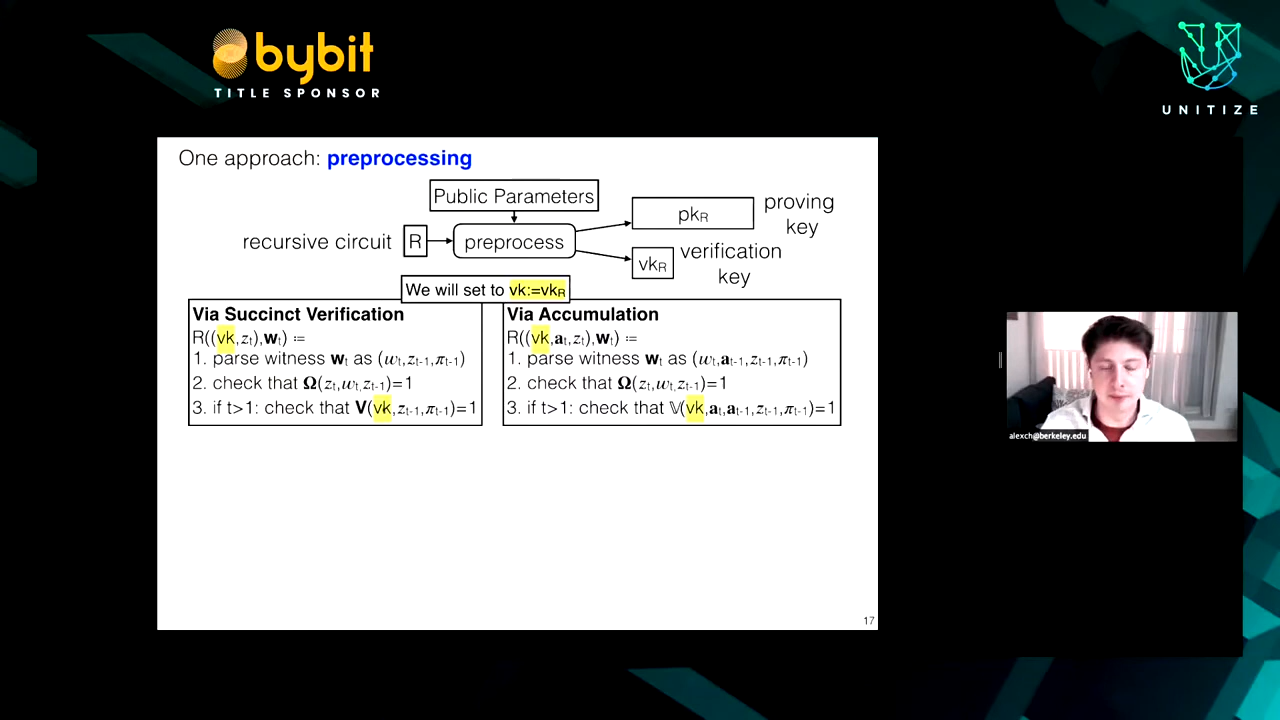 bybit
TITLE SPONSOR
UNITIZE
One approach: preprocessing
Public Parameters
recursive circuit
R
preprocess
pkR
proving
key
vkR
verification
key
We will set to vk:=vkR
Via Succinct Verification
R((vk,zt),wt) :=
1. parse witness wt as (wt,zt-1,πt-1)
2. check that Ω(zt,wt,zt-1)=1
3. if t>1: check that V(vk,zt-1,πt-1)=1
Via Accumulation
R((vk,at,zt),wt) :=
1. parse witness wt as (wt,at-1,zt-1,πt-1)
2. check that Ω(zt,wt,zt-1)=1
3. if t>1: check that 𝕍(vk,at,at-1,zt-1,πt-1)=1
17
alexch@berkeley.edu